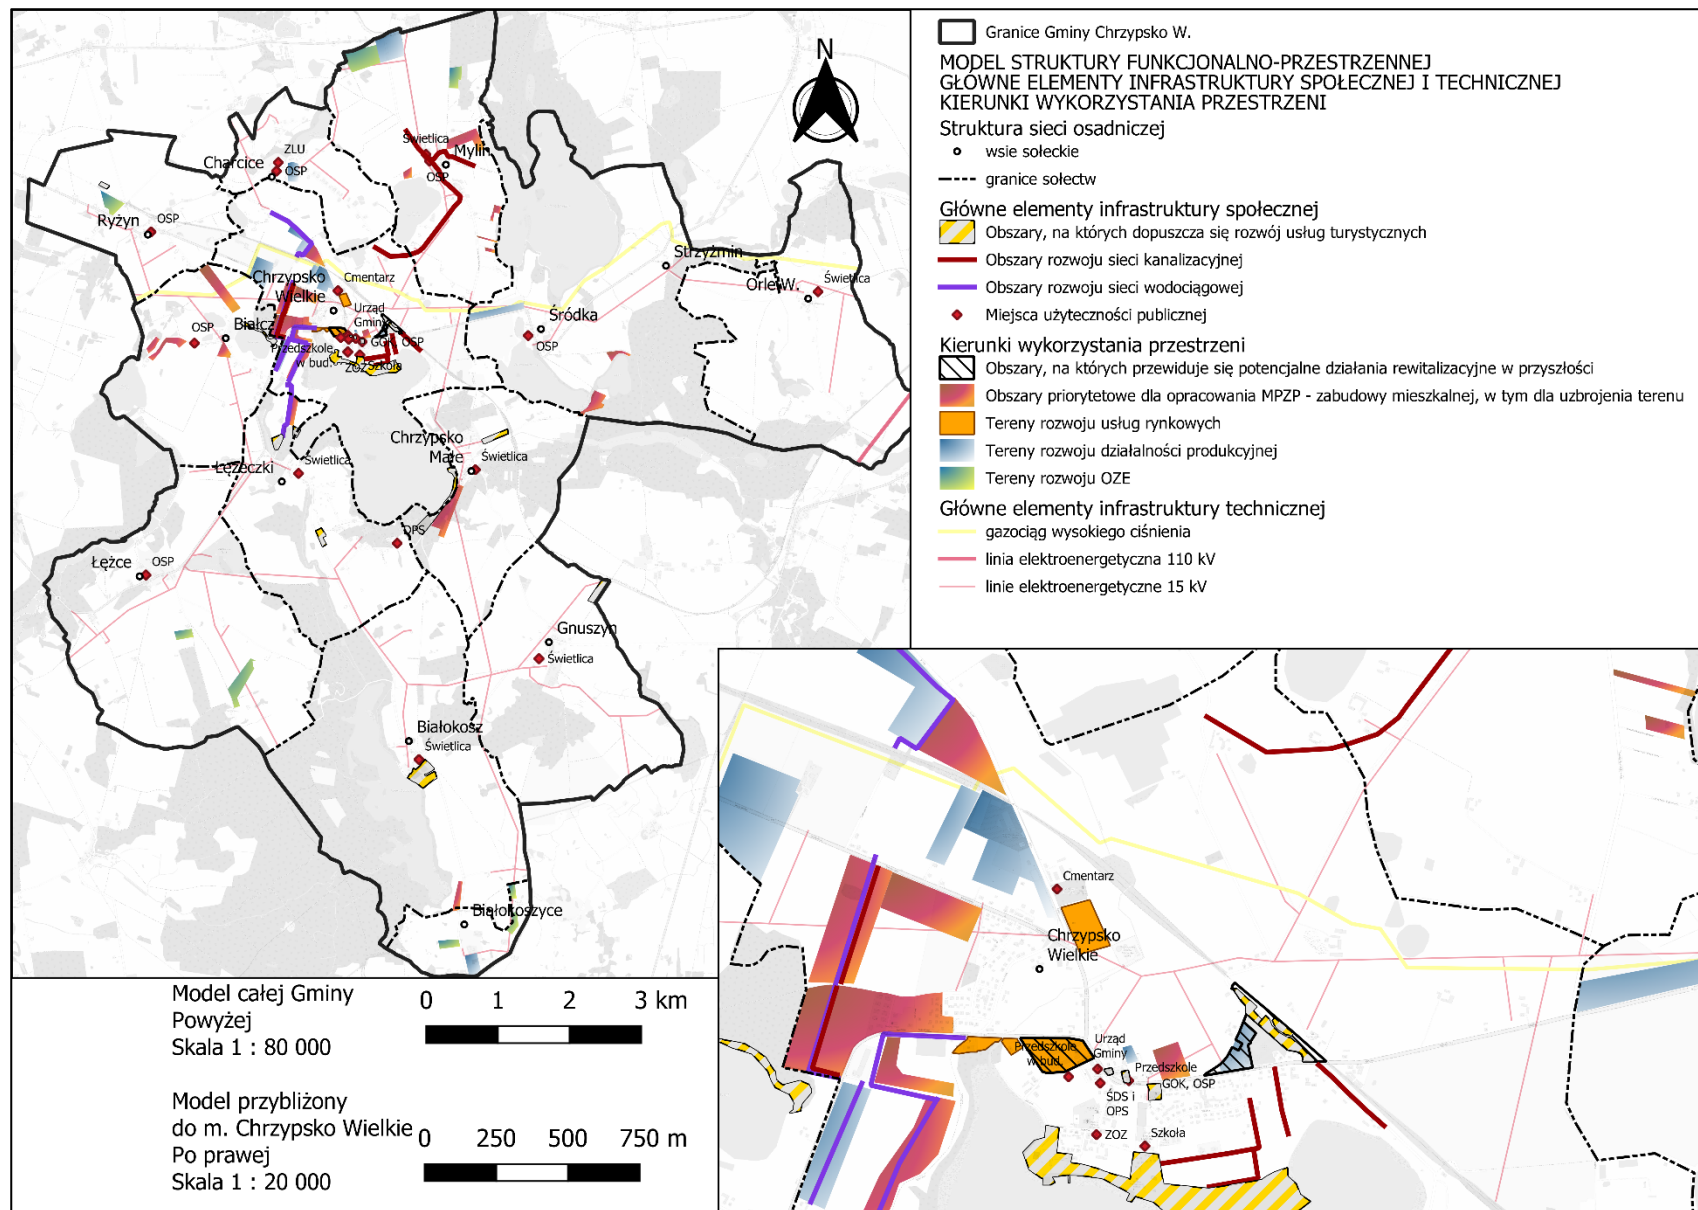 N
ZLU
Charcice
OSP
Świetlica
Mylin
OSP
Ryżyn
OSP
Strzyżmin
Orle W.
Świetlica
Chrzypsko
Wielkie
Cmentarz
Urząd
Gminy
GOK, OSP
Przedszkole
w bud.
ZOZ
Szkoła
OSP
Białcz
Śródka
OSP
Chrzypsko
Małe
Świetlica
Łężeczki
Świetlica
DPS
Łężce
OSP
Gnuszyn
Świetlica
Białokosz
Świetlica
Białokoszyce
Granice Gminy Chrzypsko W.
MODEL STRUKTURY FUNKCJONALNO-PRZESTRZENNEJ
GŁÓWNE ELEMENTY INFRASTRUKTURY SPOŁECZNEJ I TECHNICZNEJ
KIERUNKI WYKORZYSTANIA PRZESTRZENI
Struktura sieci osadniczej
wsie sołeckie
granice sołectw
Główne elementy infrastruktury społecznej
Obszary, na których dopuszcza się rozwój usług turystycznych
Obszary rozwoju sieci kanalizacyjnej
Obszary rozwoju sieci wodociągowej
Miejsca użyteczności publicznej
Kierunki wykorzystania przestrzeni
Obszary, na których przewiduje się potencjalne działania rewitalizacyjne w przyszłości
Obszary priorytetowe dla opracowania MPZP - zabudowy mieszkalnej, w tym dla uzbrojenia terenu
Tereny rozwoju usług rynkowych
Tereny rozwoju działalności produkcyjnej
Tereny rozwoju OZE
Główne elementy infrastruktury technicznej
gazociąg wysokiego ciśnienia
linia elektroenergetyczna 110 kV
linie elektroenergetyczne 15 kV
Cmentarz
Chrzypsko
Wielkie
Przedszkole
w bud.
Urząd
Gminy
Przedszkole
GOK, OSP
ŚDS i
OPS
ZOZ
Szkoła
Model całej Gminy
Powyżej
Skala 1 : 80 000
0 1 2 3 km
Model przybliżony
do m. Chrzypsko Wielkie
Po prawej
Skala 1 : 20 000
0 250 500 750 m